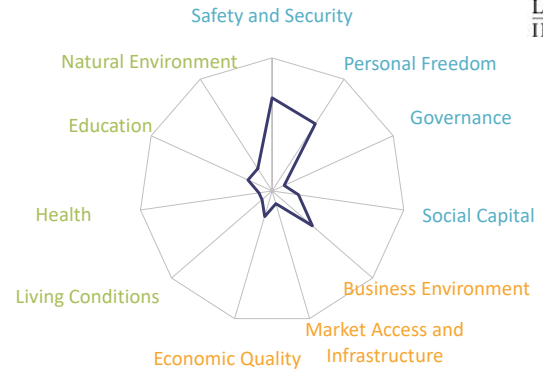 Safety and Security
Natural Environment
Personal Freedom
Education
Governance
Health
Social Capital
Living Conditions
Business Environment
Market Access and
Infrastructure
Economic Quality